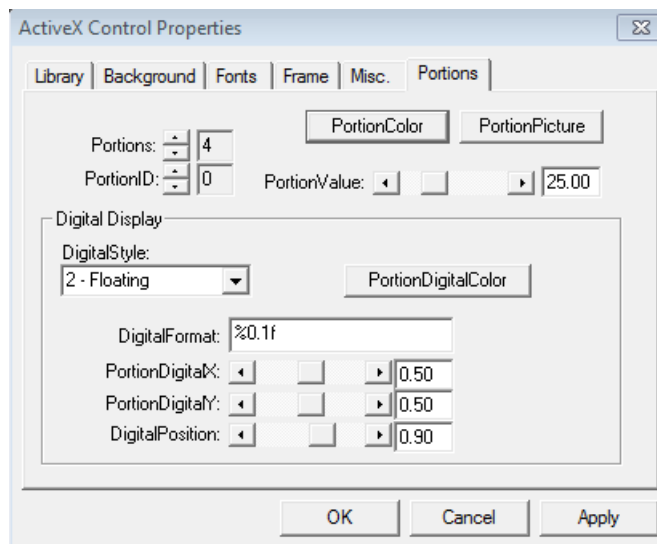 ActiveX Control Properties
Library Background Fonts Frame Misc. Portions
PortionColor PortionPicture
Portions: 4
PortionID: 0 PortionValue: 25.00
Digital Display
DigitalStyle:
2 - Floating PortionDigitalColor
DigitalFormat: %0.1f
PortionDigitalX: 0.50
PortionDigitalY: 0.50
DigitalPosition: 0.90
OK Cancel Apply